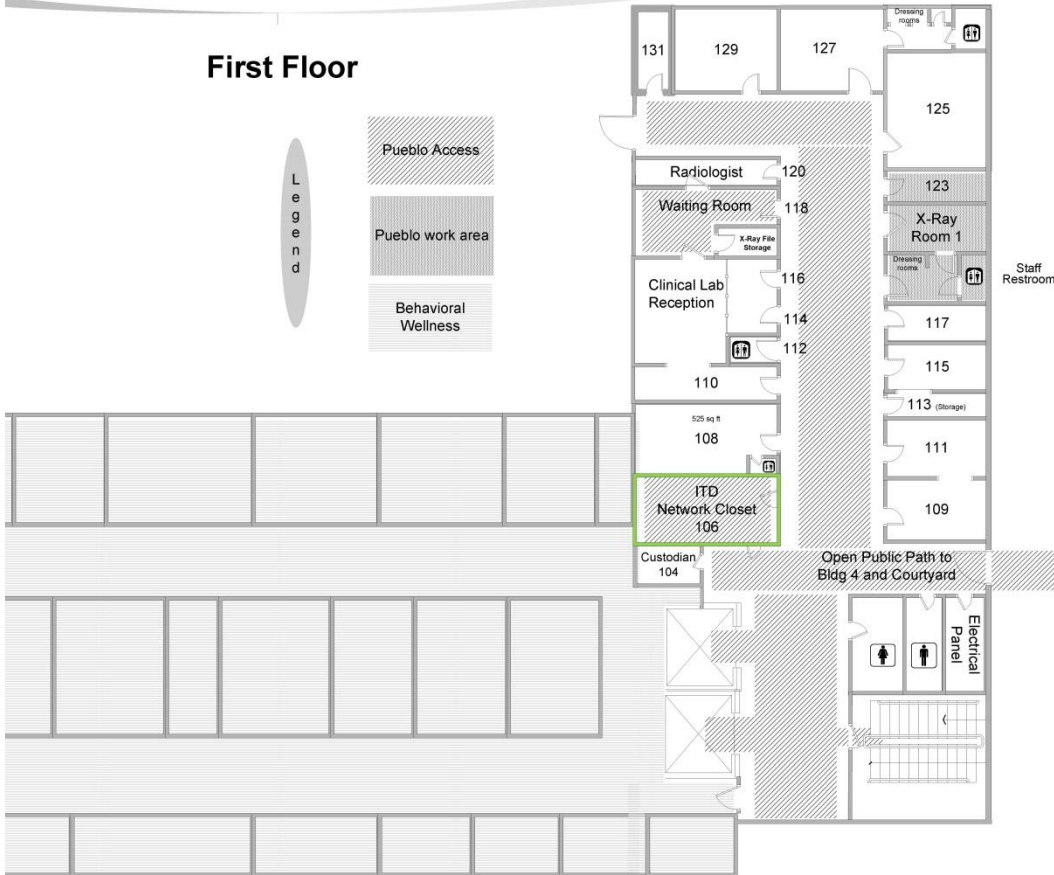 First Floor
Legend
Pueblo Access
Pueblo work area
Behavioral
Wellness
131
129
127
Dressing
rooms
125
Radiologist
120
123
Waiting Room
118
X-Ray File
Storage
X-Ray
Room 1
Dressing
rooms
Staff
Restroom
Clinical Lab
Reception
116
114
117
112
115
110
113 (Storage)
525 sq ft
108
111
ITD
Network Closet
106
109
Custodian
104
Open Public Path to
Bldg 4 and Courtyard
Electrical
Panel